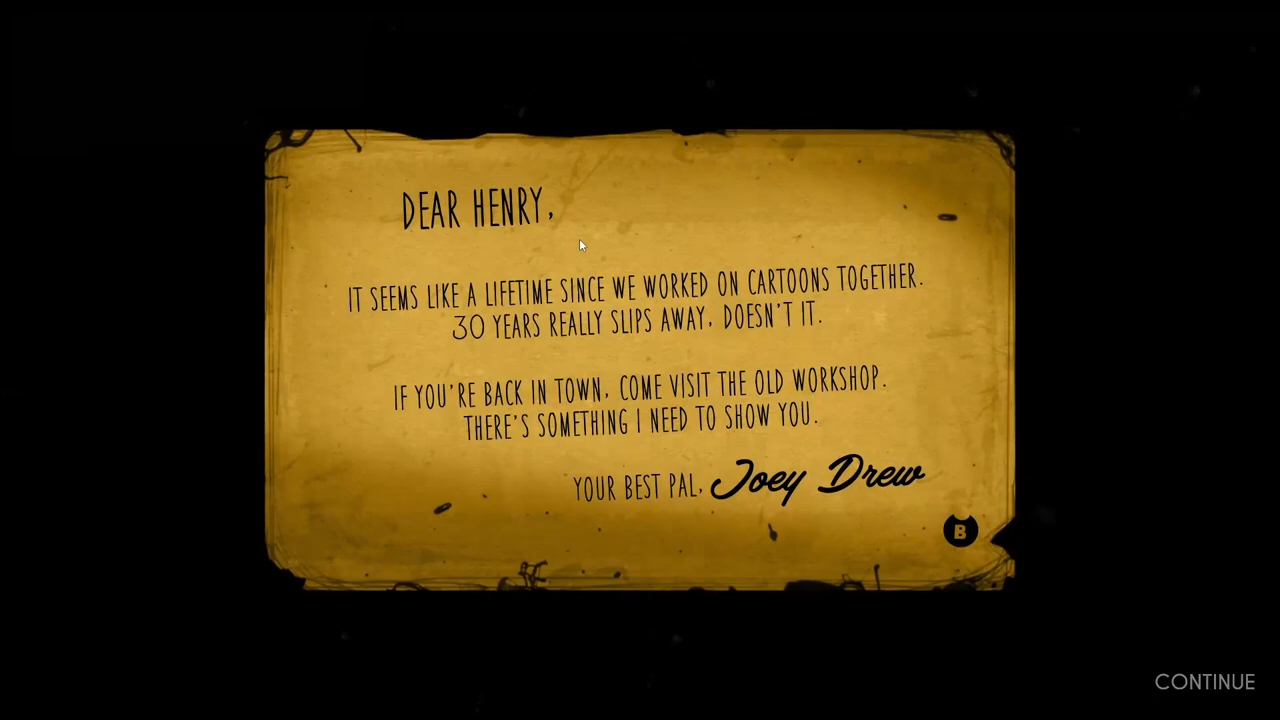 DEAR HENRY,
IT SEEMS LIKE A LIFETIME SINCE WE WORKED ON CARTOONS TOGETHER.
30 YEARS REALLY SLIPS AWAY, DOESN'T IT.
IF YOU'RE BACK IN TOWN, COME VISIT THE OLD WORKSHOP.
THERE'S SOMETHING I NEED TO SHOW YOU.
YOUR BEST PAL, Joey Drew
B
CONTINUE